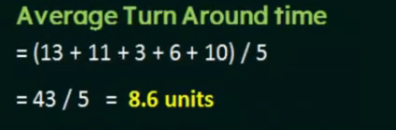 Average Turn Around time
= (13 + 11 + 3 + 6 + 10) / 5
= 43 / 5 = 8.6 units